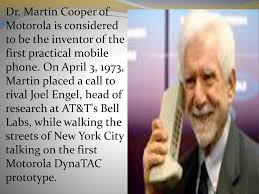 Dr. Martin Cooper of
Motorola is considered
to be the inventor of the
first practical mobile
phone. On April 3, 1973,
Martin placed a call to
rival Joel Engel, head of
research at AT&T's Bell
Labs, while walking the
streets of New York City
talking on the first
Motorola DynaTAC
prototype.